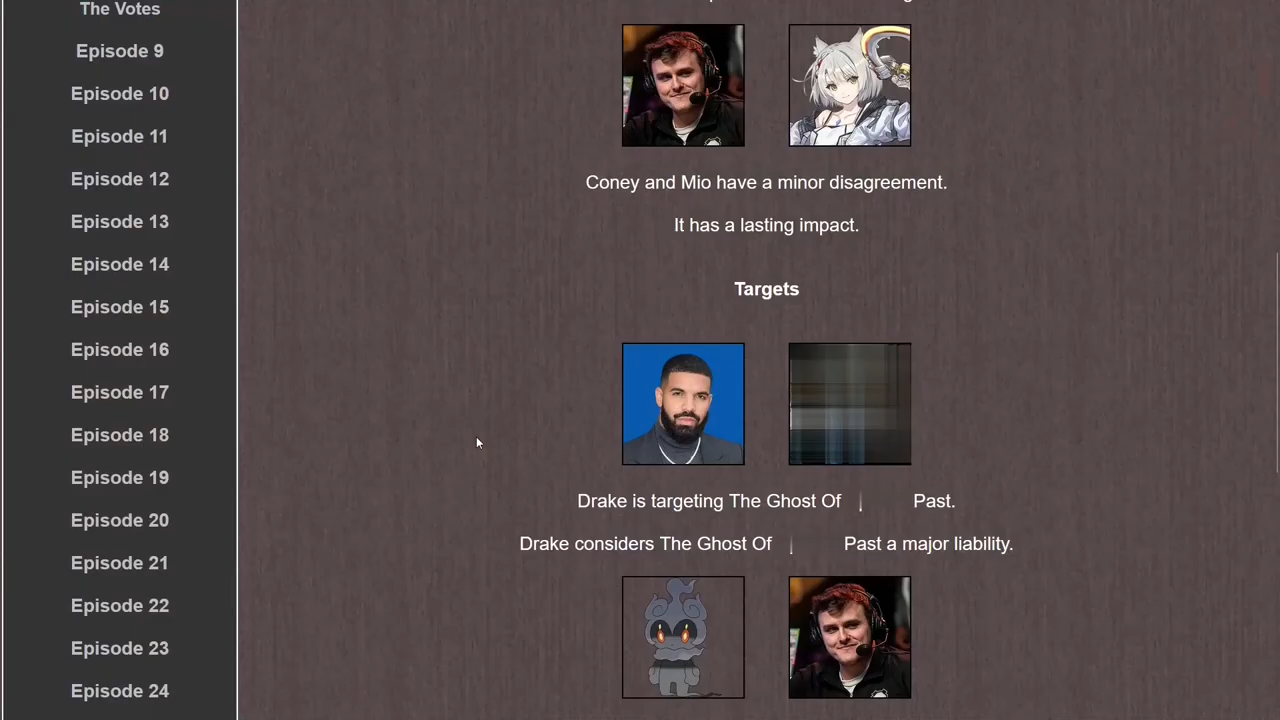 The Votes
Episode 9
Episode 10
Episode 11
Episode 12
Episode 13
Episode 14
Episode 15
Episode 16
Episode 17
Episode 18
Episode 19
Episode 20
Episode 21
Episode 22
Episode 23
Episode 24
Coney and Mio have a minor disagreement.
It has a lasting impact.
Targets
Drake is targeting The Ghost Of Past.
Drake considers The Ghost Of Past a major liability.